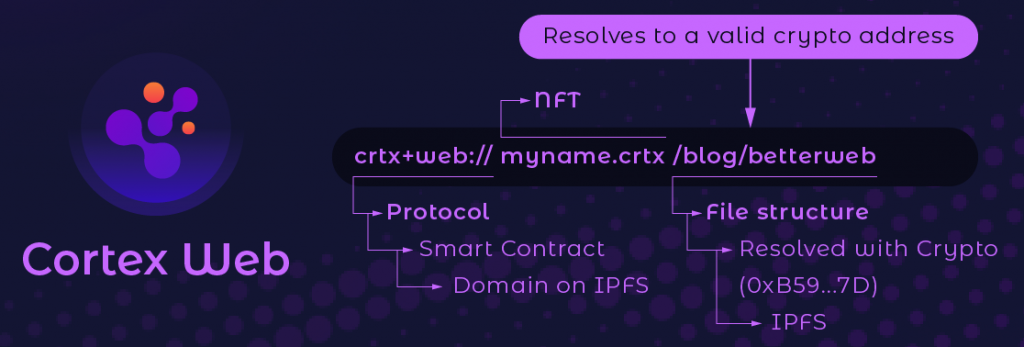 Resolves to a valid crypto address
NFT
crtx+web:// myname.crtx /blog/betterweb
Protocol
File structure
Smart Contract
Resolved with Crypto
Cortex Web
Domain on IPFS
(0xB59...7D)
IPFS